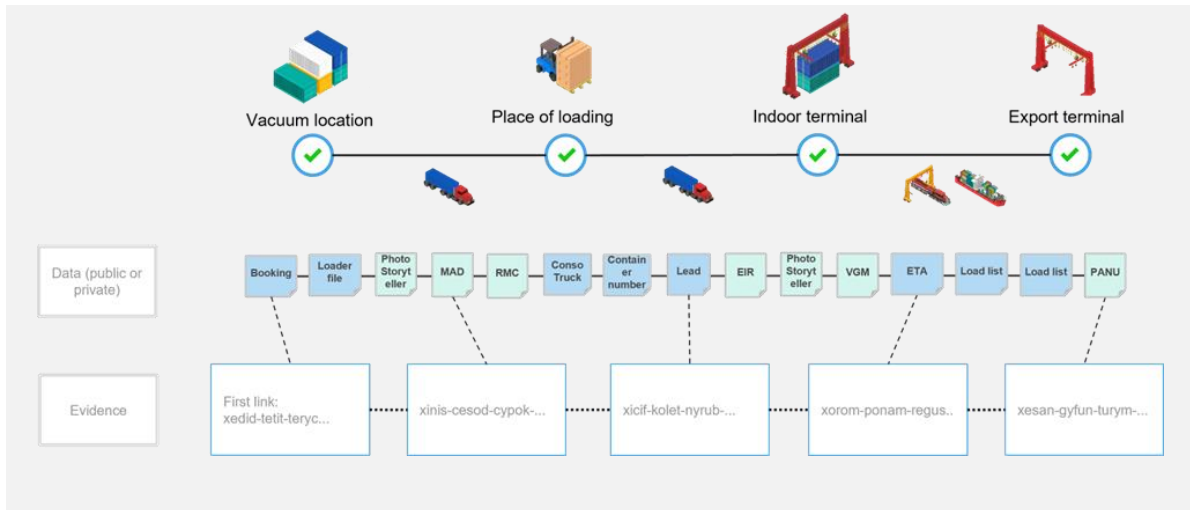 Vacuum location
Place of loading
Indoor terminal
Export terminal
Data (public or
private)
Booking
Loader
file
Photo
Storyt
eller
MAD
RMC
Conso
Truck
Contain
er
number
Lead
EIR
Photo
Storyt
eller
VGM
ETA
Load list
Load list
PANU
Evidence
First link:
xedid-tetit-teryc...
xinis-cesod-cypok-...
xicif-kolet-nyrub-...
xorom-ponam-regus..
xesan-gyfun-turym-...